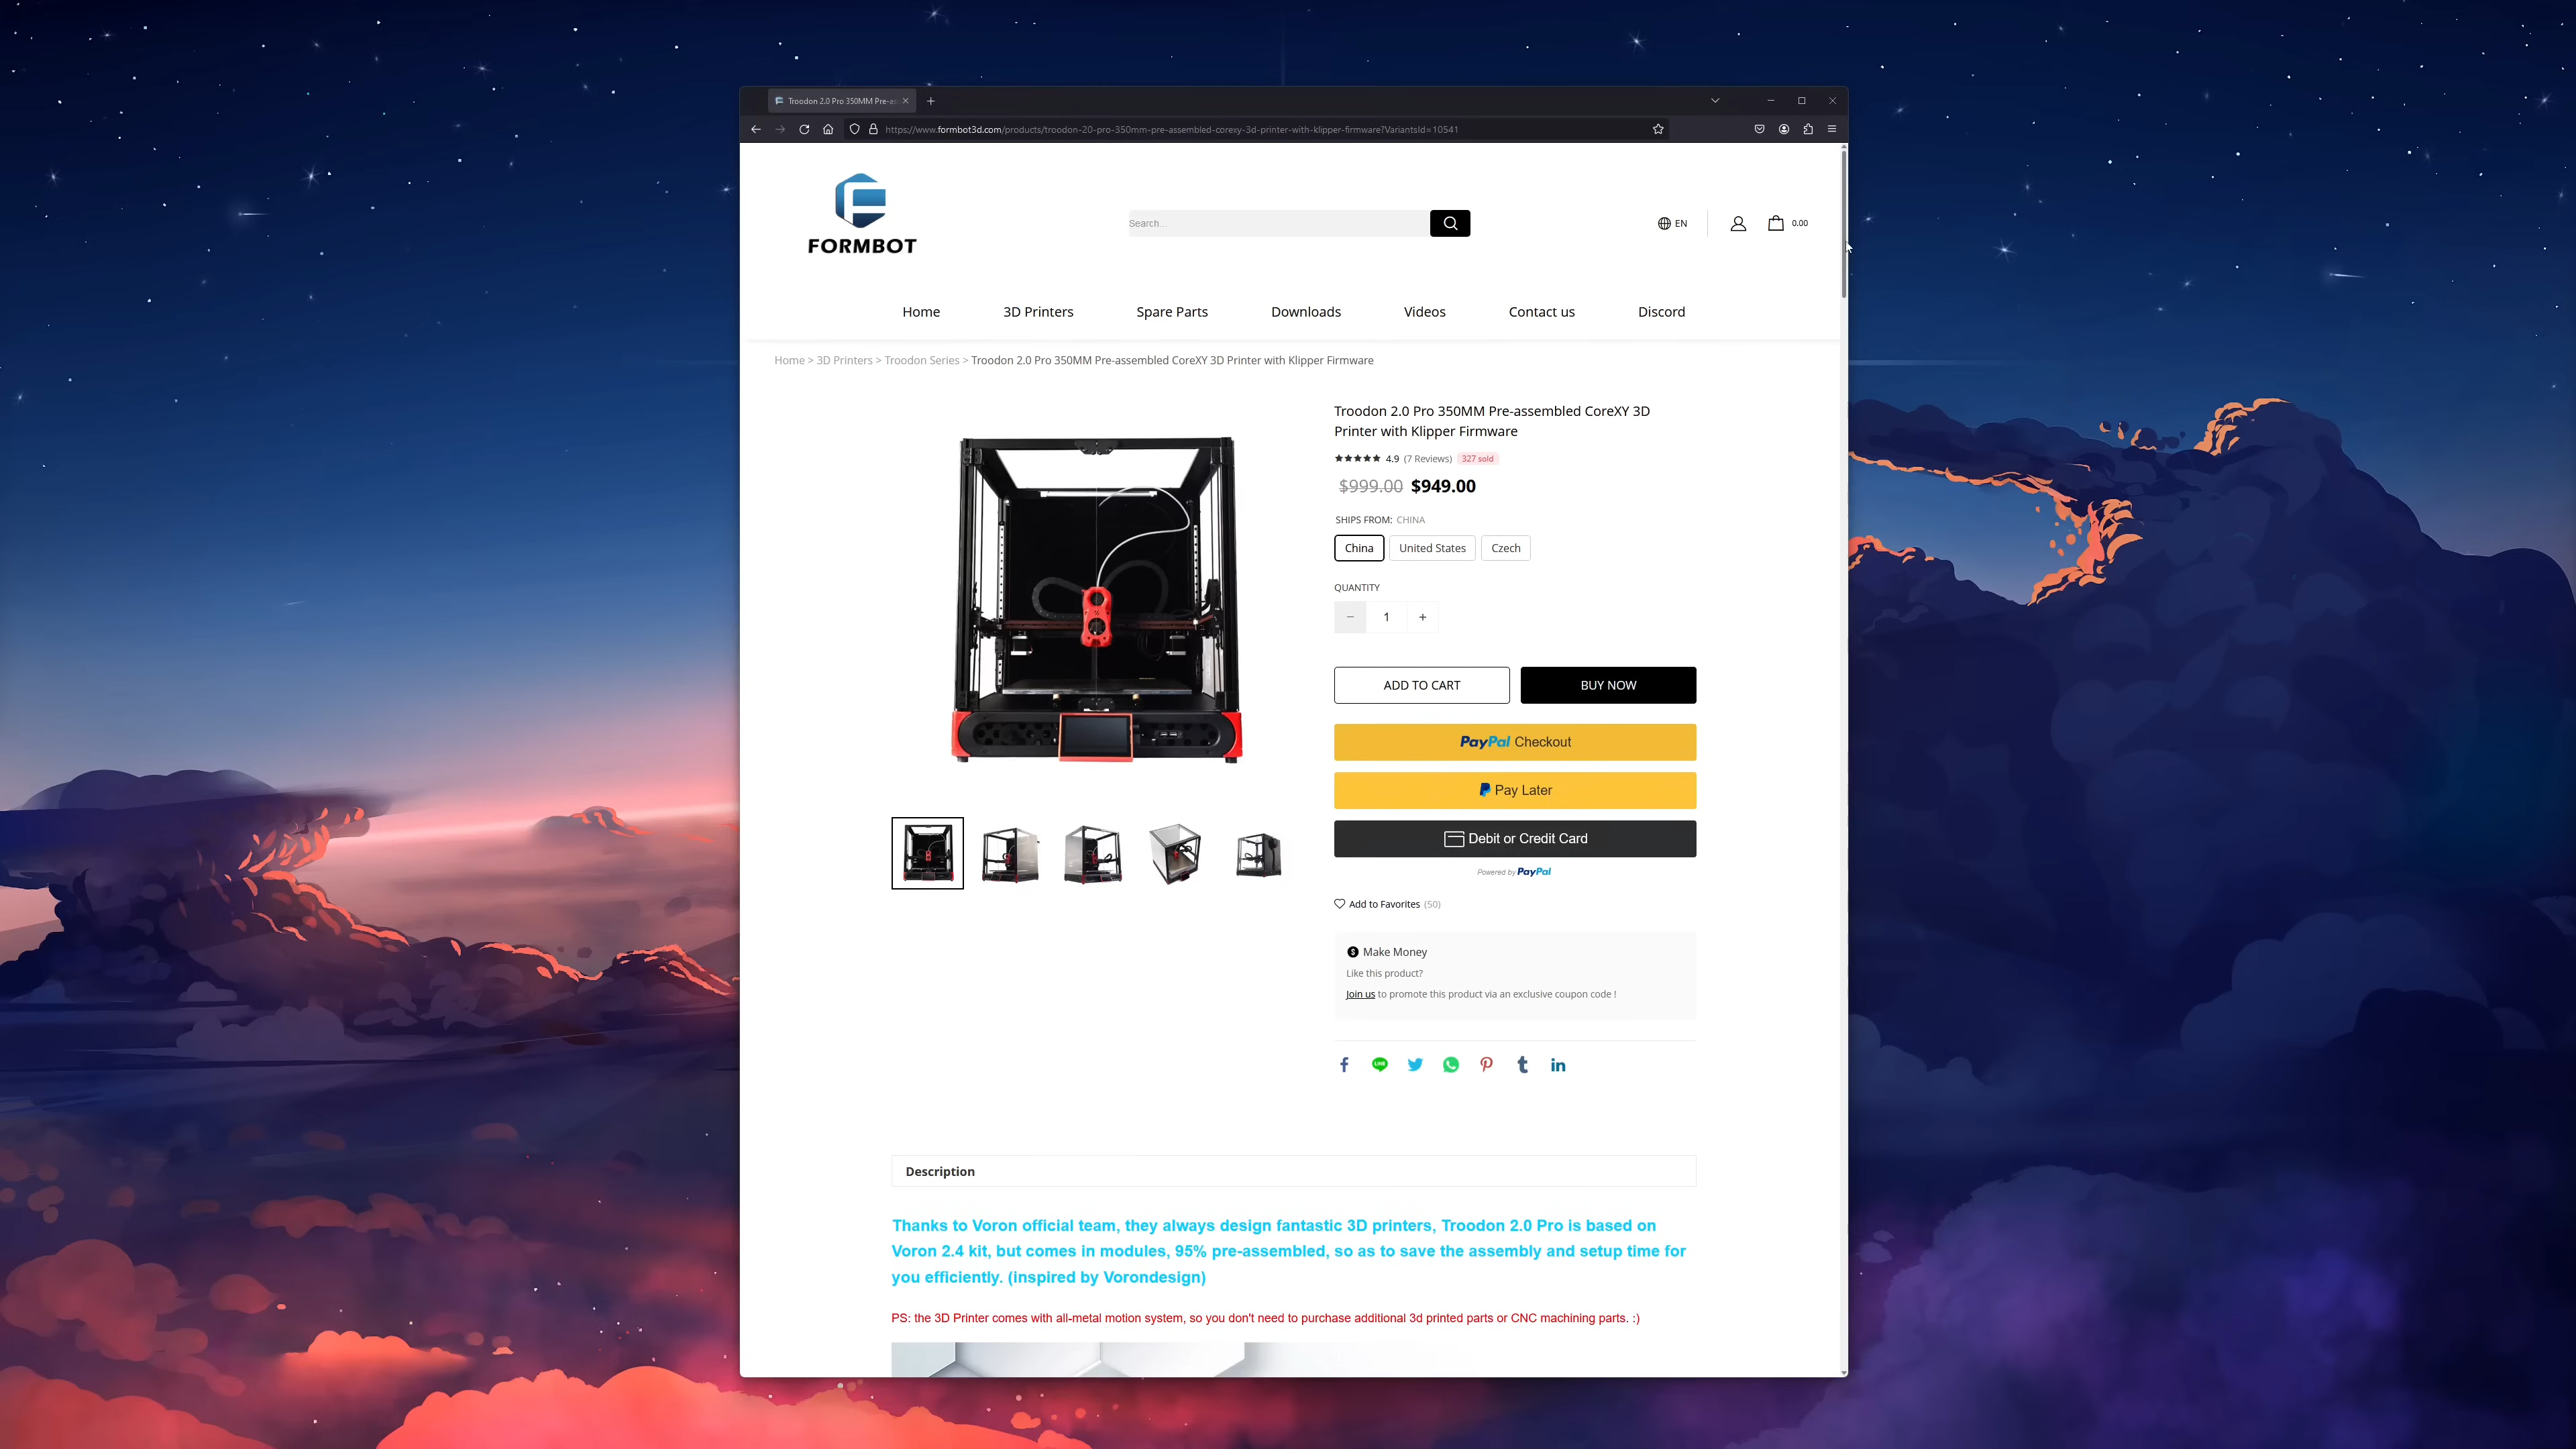 Troodon 2.0 Pro 350MM Pre-as
https://www.formbot3d.com/products/troodon-20-pro-350mm-pre-assembled-corexy-3d-printer-with-klipper-firmware?VariantsId=10541
FORMBOT
Search...
EN
0.00
Home
3D Printers
Spare Parts
Downloads
Videos
Contact us
Discord
Home > 3D Printers > Troodon Series > Troodon 2.0 Pro 350MM Pre-assembled CoreXY 3D Printer with Klipper Firmware
Troodon 2.0 Pro 350MM Pre-assembled CoreXY 3D
Printer with Klipper Firmware
4.9 (7 Reviews) 327 sold
$999.00 $949.00
SHIPS FROM: CHINA
China
United States
Czech
QUANTITY
− 1 +
ADD TO CART
BUY NOW
PayPal Checkout
Pay Later
Debit or Credit Card
Powered by PayPal
Add to Favorites (50)
Make Money
Like this product?
Join us to promote this product via an exclusive coupon code !
Description
Thanks to Voron official team, they always design fantastic 3D printers, Troodon 2.0 Pro is based on
Voron 2.4 kit, but comes in modules, 95% pre-assembled, so as to save the assembly and setup time for
you efficiently. (inspired by Vorondesign)
PS: the 3D Printer comes with all-metal motion system, so you don't need to purchase additional 3d printed parts or CNC machining parts. :)